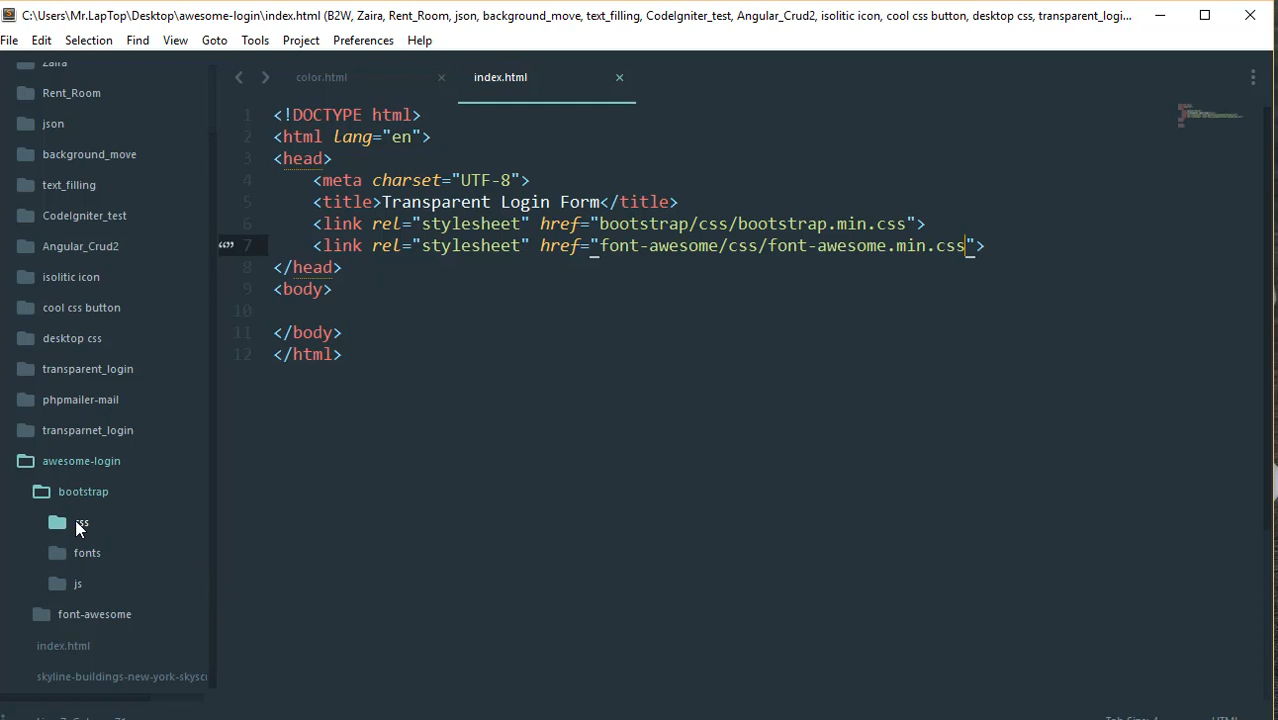 C:\Users\Mr.LapTop\Desktop\awesome-login\index.html (B2W, Zaira, Rent_Room, json, background_move, text_filling, CodeIgniter_test, Angular_Crud2, isolitic icon, cool css button, desktop css, transparent_logi...
File Edit Selection Find View Goto Tools Project Preferences Help
Zaira
Rent_Room
json
background_move
text_filling
CodeIgniter_test
Angular_Crud2
isolitic icon
cool css button
desktop css
transparent_login
phpmailer-mail
transparnet_login
awesome-login
bootstrap
css
fonts
js
font-awesome
index.html
skyline-buildings-new-york-skyscr
color.html
index.html
1 <!DOCTYPE html>
2 <html lang="en">
3 <head>
4 <meta charset="UTF-8">
5 <title>Transparent Login Form</title>
6 <link rel="stylesheet" href="bootstrap/css/bootstrap.min.css">
7 <link rel="stylesheet" href="font-awesome/css/font-awesome.min.css">
8 </head>
9 <body>
10
11 </body>
12 </html>